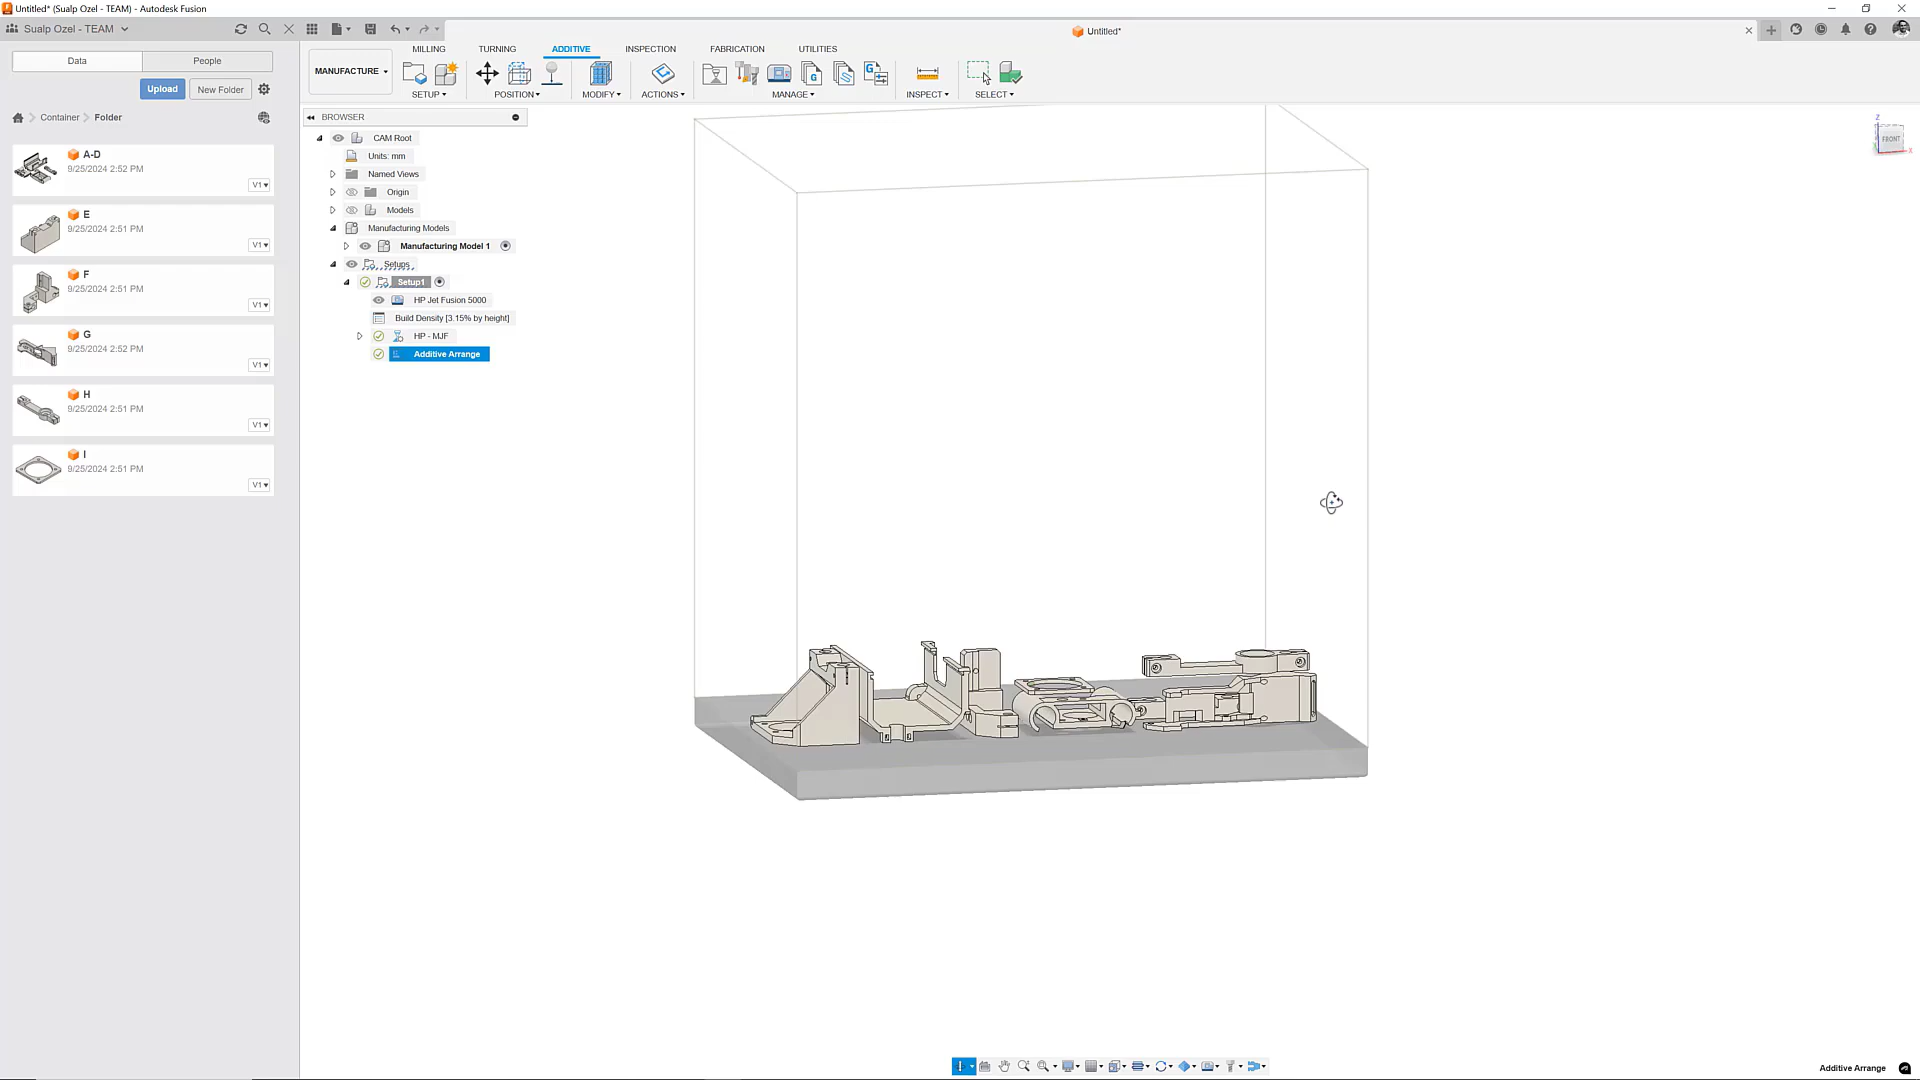 Untitled* (Sualp Ozel - TEAM) - Autodesk Fusion
Sualp Ozel - TEAM
Untitled*
Data
People
Upload
New Folder
Container
Folder
A-D
9/25/2024 2:52 PM
V1
E
9/25/2024 2:51 PM
V1
F
9/25/2024 2:51 PM
V1
G
9/25/2024 2:52 PM
V1
H
9/25/2024 2:51 PM
V1
I
9/25/2024 2:51 PM
V1
MILLING
TURNING
ADDITIVE
INSPECTION
FABRICATION
UTILITIES
MANUFACTURE
SETUP
POSITION
MODIFY
ACTIONS
MANAGE
INSPECT
SELECT
BROWSER
CAM Root
Units: mm
Named Views
Origin
Models
Manufacturing Models
Manufacturing Model 1
Setups
Setup1
HP Jet Fusion 5000
Build Density [3.15% by height]
HP - MJF
Additive Arrange
Z
FRONT
X
Additive Arrange